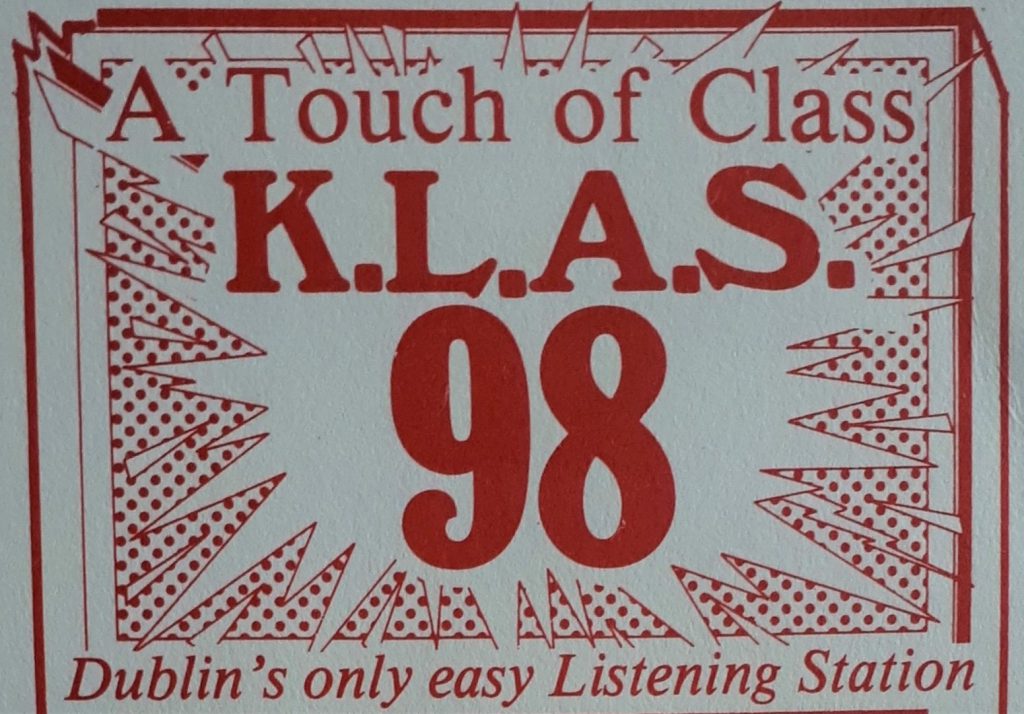 A Touch of Class
K.L.A.S.
98
Dublin's only easy Listening Station